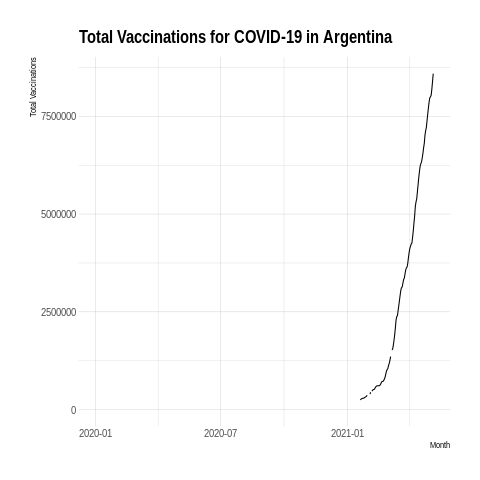 Total Vaccinations for COVID-19 in Argentina
Total Vaccinations
7500000
5000000
2500000
0
2020-01 2020-07 2021-01
Month